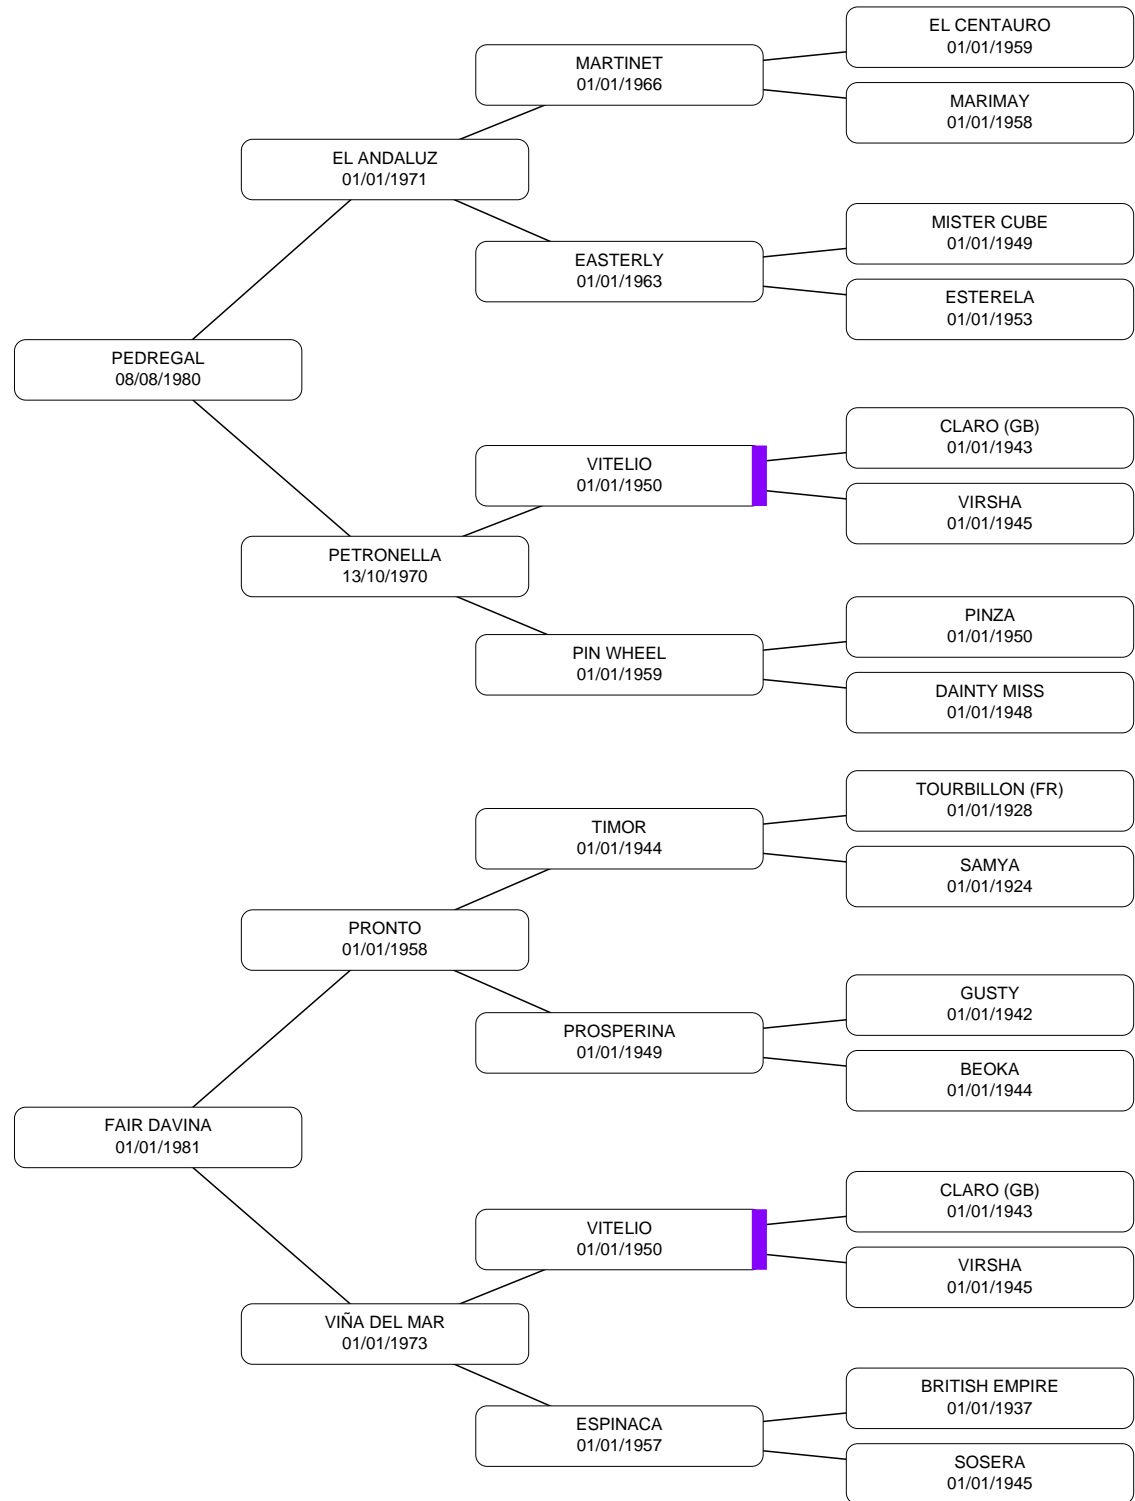 EL CENTAURO
01/01/1959
MARTINET
01/01/1966
MARIMAY
01/01/1958
EL ANDALUZ
01/01/1971
MISTER CUBE
01/01/1949
EASTERLY
01/01/1963
ESTERELA
01/01/1953
PEDREGAL
08/08/1980
CLARO (GB)
01/01/1943
VITELIO
01/01/1950
VIRSHA
01/01/1945
PETRONELLA
13/10/1970
PINZA
01/01/1950
PIN WHEEL
01/01/1959
DAINTY MISS
01/01/1948
TOURBILLON (FR)
01/01/1928
TIMOR
01/01/1944
SAMYA
01/01/1924
PRONTO
01/01/1958
GUSTY
01/01/1942
PROSPERINA
01/01/1949
BEOKA
01/01/1944
FAIR DAVINA
01/01/1981
CLARO (GB)
01/01/1943
VITELIO
01/01/1950
VIRSHA
01/01/1945
VIÑA DEL MAR
01/01/1973
BRITISH EMPIRE
01/01/1937
ESPINACA
01/01/1957
SOSERA
01/01/1945